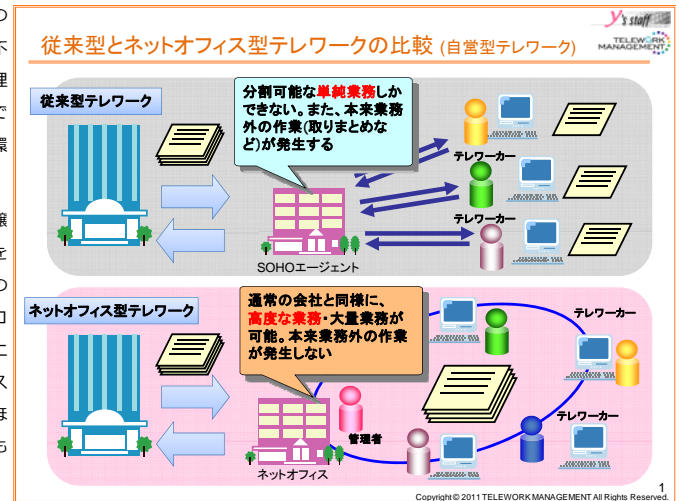 の
理
で
環
を
の
ス
ほ
も
y's staff
TELEWORK
MANAGEMENT
従来型とネットオフィス型テレワークの比較 (自営型テレワーク)
従来型テレワーク
分割可能な単純業務しか
できない。また、本来業務
外の作業(取りまとめな
ど)が発生する
テレワーカー
テレワーカー
SOHOエージェント
ネットオフィス型テレワーク
通常の会社と同様に、
高度な業務・大量業務が
可能。本来業務外の作業
が発生しない
テレワーカー
テレワーカー
管理者
ネットオフィス
1
Copyright © 2011 TELEWORK MANAGEMENT All Rights Reserved.